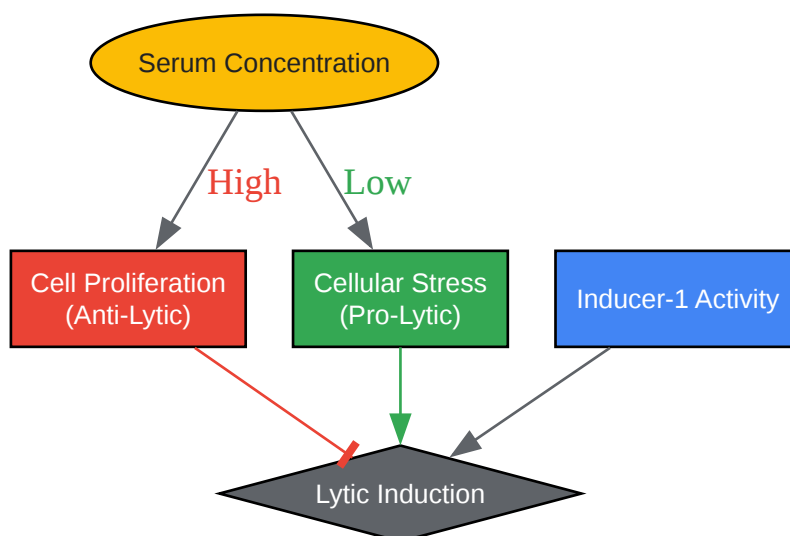 Serum Concentration
High
Low
Cell Proliferation
(Anti-Lytic)
Cellular Stress
(Pro-Lytic)
Inducer-1 Activity
Lytic Induction